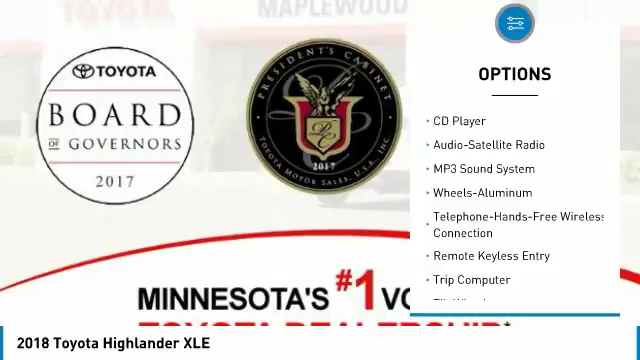 MAPLEWOOD
TOYOTA
BOARD
OF GOVERNORS
2017
PRESIDENT'S CABINET
2017
TOYOTA MOTOR SALES, U.S.A., INC.
MINNESOTA'S #1
OPTIONS
CD Player
Audio-Satellite Radio
MP3 Sound System
Wheels-Aluminum
Telephone-Hands-Free Wireless
Connection
Remote Keyless Entry
Trip Computer
2018 Toyota Highlander XLE